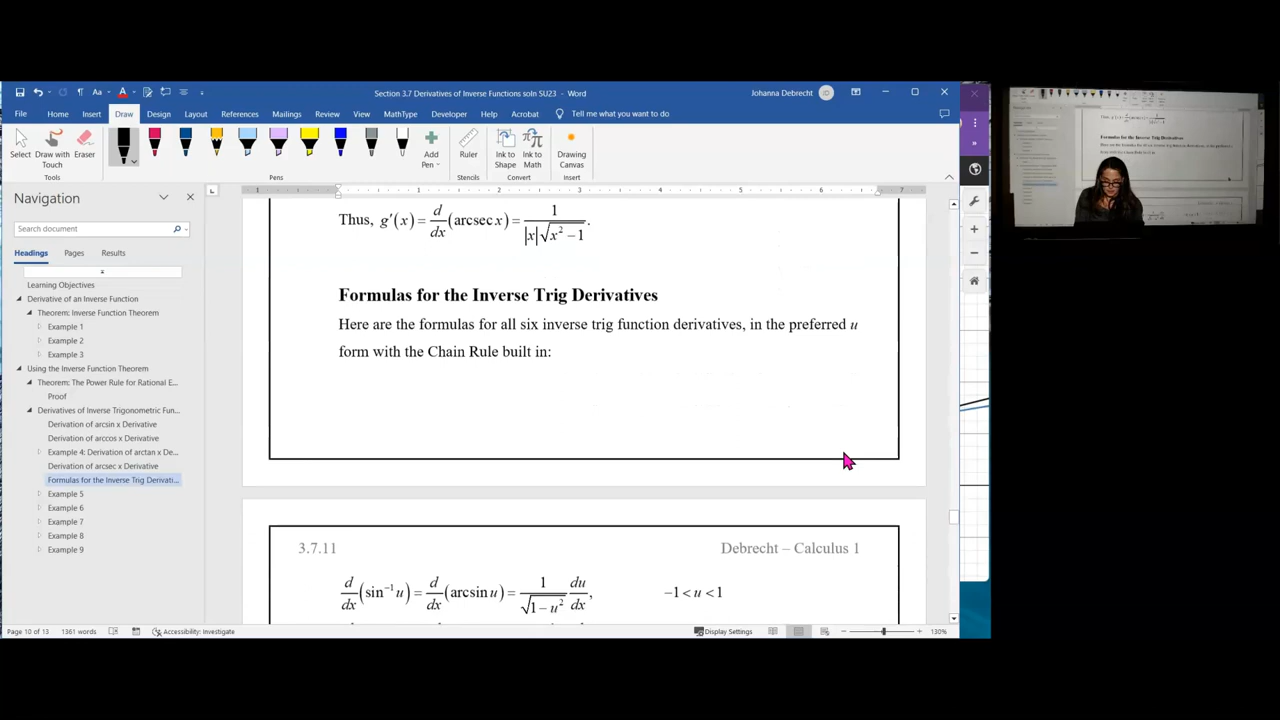 Section 3.7 Derivatives of Inverse Functions soln SU23 - Word
Johanna Debrecht JD
File Home Insert Draw Design Layout References Mailings Review View MathType Developer Help Acrobat Tell me what you want to do
Select Draw with Touch Eraser Add Pen Ruler Ink to Shape Ink to Math Drawing Canvas
Tools Pens Stencils Convert Insert
Navigation
Search document
Headings Pages Results
Learning Objectives
Derivative of an Inverse Function
Theorem: Inverse Function Theorem
Example 1
Example 2
Example 3
Using the Inverse Function Theorem
Theorem: The Power Rule for Rational E...
Proof
Derivatives of Inverse Trigonometric Fun...
Derivation of arcsin x Derivative
Derivation of arccos x Derivative
Example 4: Derivation of arctan x De...
Derivation of arcsec x Derivative
Formulas for the Inverse Trig Derivati...
Example 5
Example 6
Example 7
Example 8
Example 9
1 1 2 3 4 5 6 7
Thus, g′(x) = d/dx (arcsec x) = 1/(|x|√(x² − 1)).
Formulas for the Inverse Trig Derivatives
Here are the formulas for all six inverse trig function derivatives, in the preferred u
form with the Chain Rule built in:
3.7.11 Debrecht – Calculus 1
d/dx (sin⁻¹ u) = d/dx (arcsin u) = 1/√(1 − u²) du/dx, −1 < u < 1
Page 10 of 13 1361 words Accessibility: Investigate Display Settings 130%